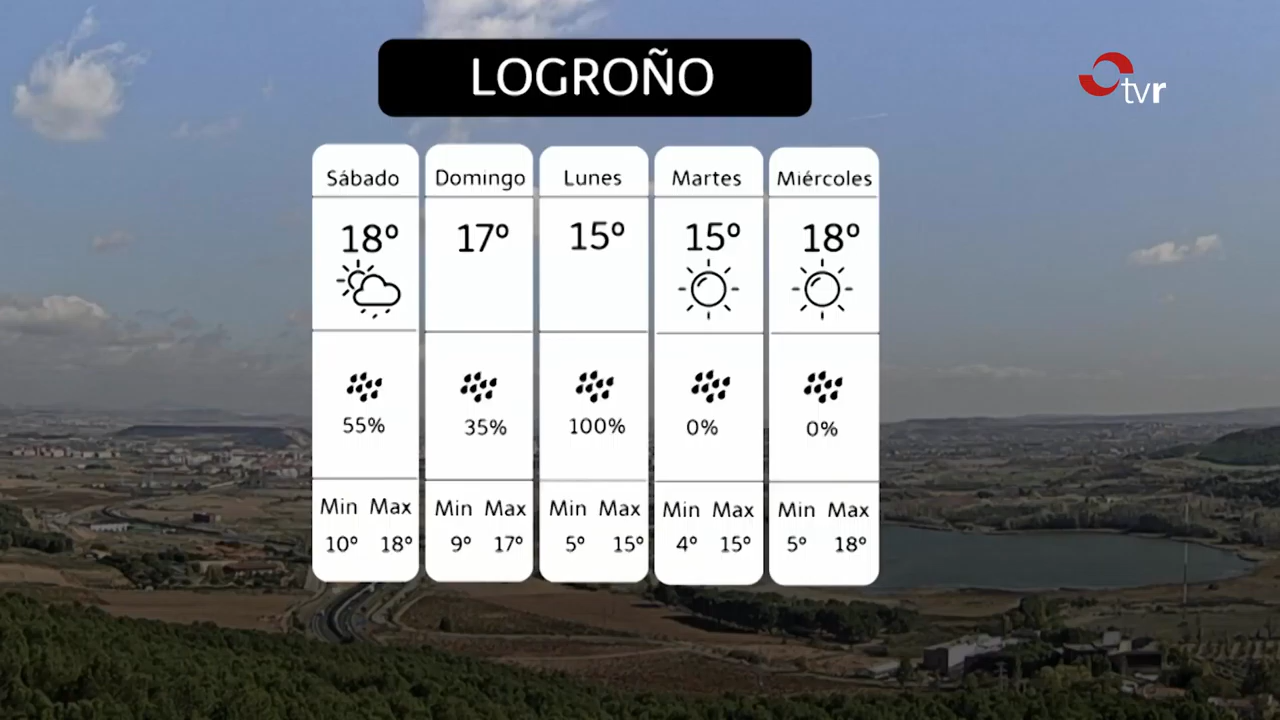 LOGROÑO
tvr
Sábado
18º
55%
Min Max
10º 18º
Domingo
17º
35%
Min Max
9º 17º
Lunes
15º
100%
Min Max
5º 15º
Martes
15º
0%
Min Max
4º 15º
Miércoles
18º
0%
Min Max
5º 18º